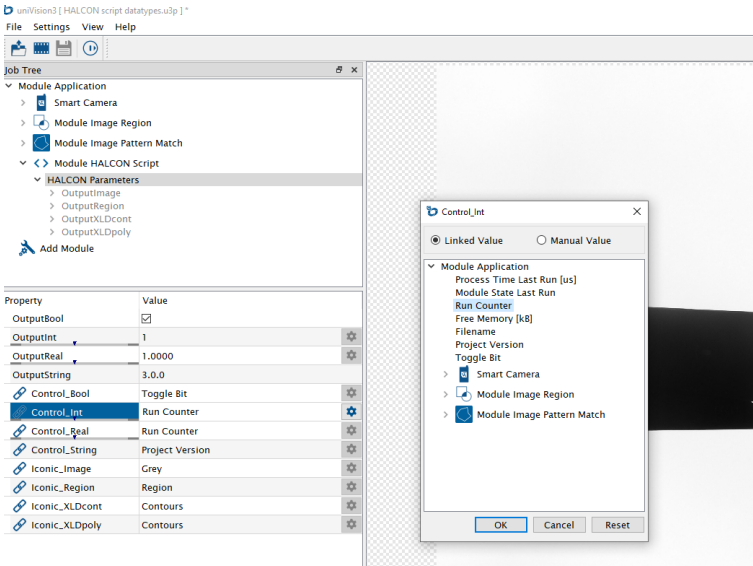 uniVision3 [ HALCON script datatypes.u3p ] *
File Settings View Help
Job Tree
Module Application
Smart Camera
Module Image Region
Module Image Pattern Match
Module HALCON Script
HALCON Parameters
OutputImage
OutputRegion
OutputXLDcont
OutputXLDpoly
Add Module
Property Value
OutputBool
OutputInt 1
OutputReal 1.0000
OutputString 3.0.0
Control_Bool Toggle Bit
Control_Int Run Counter
Control_Real Run Counter
Control_String Project Version
Iconic_Image Grey
Iconic_Region Region
Iconic_XLDcont Contours
Iconic_XLDpoly Contours
Control_Int
Linked Value Manual Value
Module Application
Process Time Last Run [us]
Module State Last Run
Run Counter
Free Memory [kB]
Filename
Project Version
Toggle Bit
Smart Camera
Module Image Region
Module Image Pattern Match
OK Cancel Reset